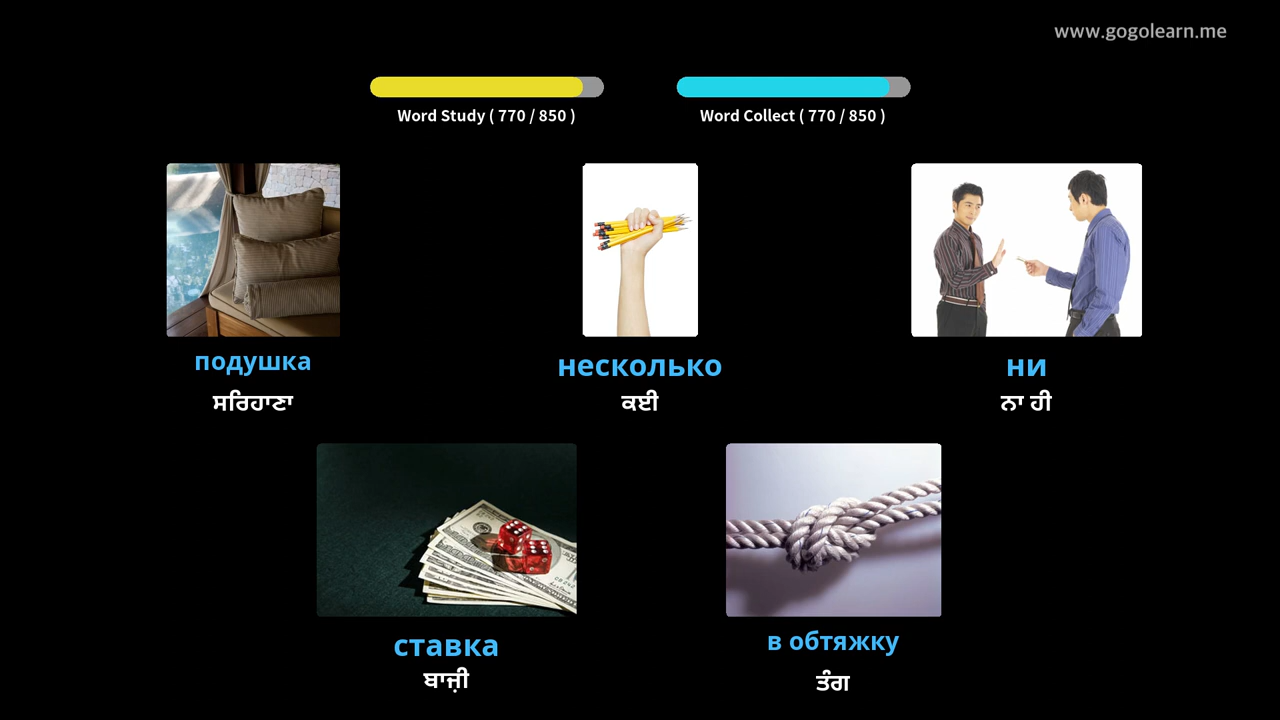 www.gogolearn.me
Word Study ( 770 / 850 )
Word Collect ( 770 / 850 )
подушка
ਸਰਿਹਾਣਾ
несколько
ਕਈ
ни
ਨਾ ਹੀ
ставка
ਬਾਜ਼ੀ
в обтяжку
ਤੰਗ